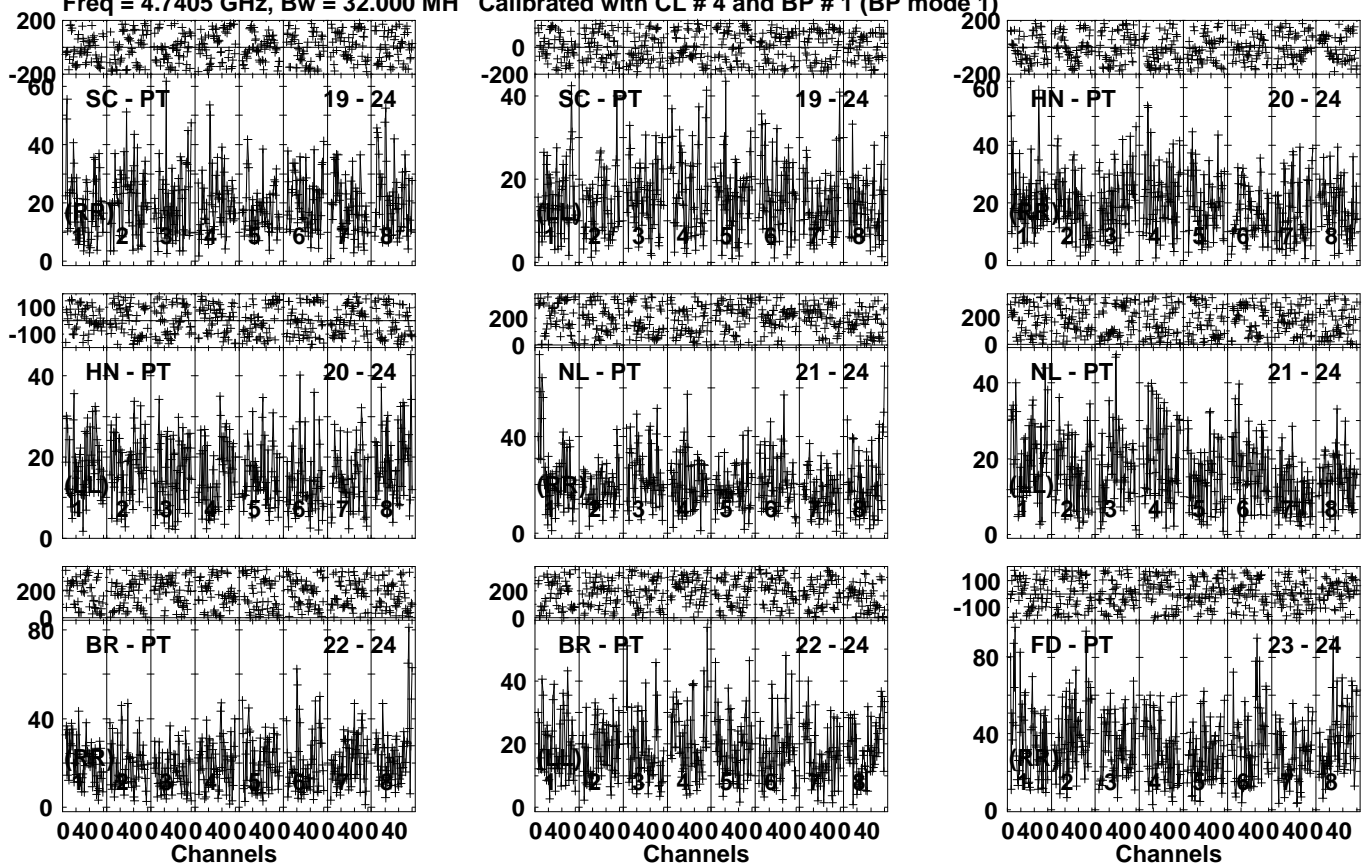 Freq = 4.7405 GHz, Bw = 32.000 MH Calibrated with CL # 4 and BP # 1 (BP mode 1)
200
-200
60
40
20
0
SC - PT 19 - 24
(RR)
1 2 3 4 5 6 7 8
200
0
-200
40
20
0
SC - PT 19 - 24
(LL)
1 2 3 4 5 6 7 8
200
-200
60
40
20
0
HN - PT 20 - 24
(RR)
1 2 3 4 5 6 7 8
100
-100
40
20
0
HN - PT 20 - 24
(LL)
1 2 3 4 5 6 7 8
200
0
40
0
NL - PT 21 - 24
(RR)
1 2 3 4 5 6 7 8
200
0
40
20
0
NL - PT 21 - 24
(LL)
1 2 3 4 5 6 7 8
200
0
80
40
0
BR - PT 22 - 24
(RR)
1 2 3 4 5 6 7 8
0 40 0 40 0 40 0 40 0 40 0 40 0 40 0 40
Channels
200
0
40
20
0
BR - PT 22 - 24
(LL)
1 2 3 4 5 6 7 8
0 40 0 40 0 40 0 40 0 40 0 40 0 40 0 40
Channels
100
-100
80
40
0
FD - PT 23 - 24
(RR)
1 2 3 4 5 6 7 8
0 40 0 40 0 40 0 40 0 40 0 40 0 40 0 40
Channels